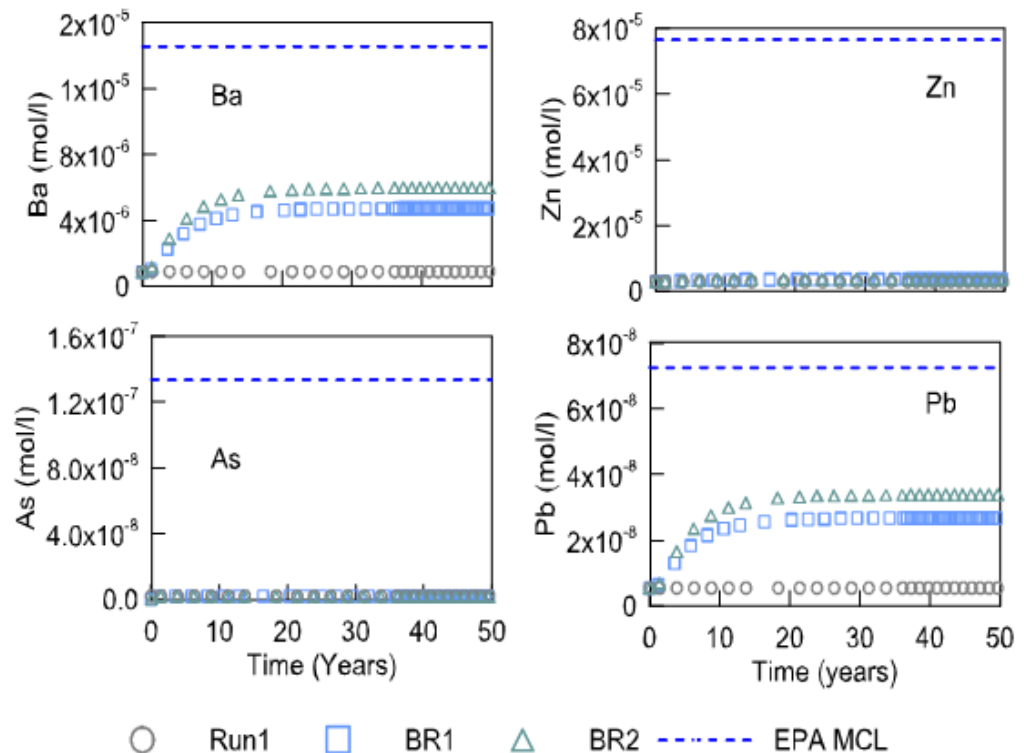 2x10⁻⁵
1x10⁻⁵
8x10⁻⁶
4x10⁻⁶
0
Ba (mol/l)
Ba
8x10⁻⁵
6x10⁻⁵
4x10⁻⁵
2x10⁻⁵
0
Zn (mol/l)
Zn
1.6x10⁻⁷
1.2x10⁻⁷
8.0x10⁻⁸
4.0x10⁻⁸
0.0
As (mol/l)
As
0 10 20 30 40 50
Time (Years)
8x10⁻⁸
6x10⁻⁸
4x10⁻⁸
2x10⁻⁸
0
Pb (mol/l)
Pb
0 10 20 30 40 50
Time (years)
Run1 BR1 BR2 EPA MCL